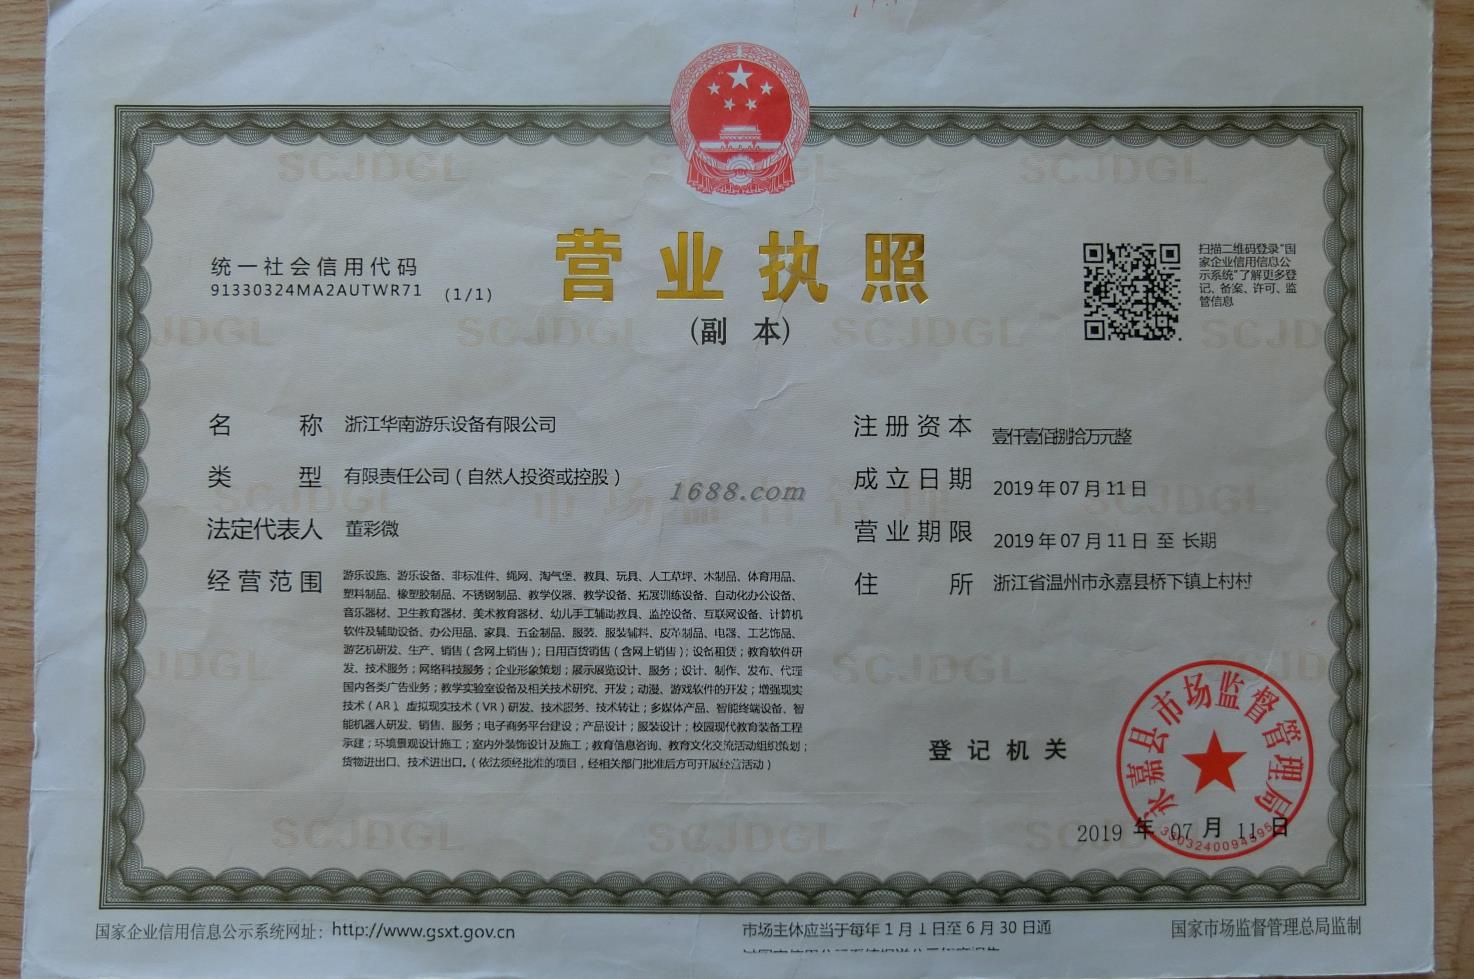 营业执照
(副 本)
统一社会信用代码
91330324MA2AUTWR71 (1/1)
扫描二维码登录"国
家企业信用信息公
示系统"了解更多登
记、备案、许可、监
管信息
名 称 浙江华南游乐设备有限公司
类 型 有限责任公司(自然人投资或控股)
法定代表人 董彩微
经营范围 游乐设施、游乐设备、非标准件、绳网、淘气堡、教具、玩具、人工草坪、木制品、体育用品、
塑料制品、橡塑胶制品、不锈钢制品、教学仪器、教学设备、拓展训练设备、自动化办公设备、
音乐器材、卫生教育器材、美术教育器材、幼儿手工辅助教具、监控设备、互联网设备、计算机
软件及辅助设备、办公用品、家具、五金制品、服装、服装辅料、皮革制品、电器、工艺饰品、
游艺机研发、生产、销售(含网上销售);日用百货销售(含网上销售);设备租赁;教育软件研
发、技术服务;网络科技服务;企业形象策划;展示展览设计、服务;设计、制作、发布、代理
国内各类广告业务;教学实验室设备及相关技术研究、开发;动漫、游戏软件的开发;增强现实
技术(AR)、虚拟现实技术(VR)研发、技术服务、技术转让;多媒体产品、智能终端设备、智
能机器人研发、销售、服务;电子商务平台建设;产品设计;服装设计;校园现代教育装备工程
承建;环境景观设计施工;室内外装饰设计及施工;教育信息咨询、教育文化交流活动组织策划;
货物进出口、技术进出口。(依法须经批准的项目,经相关部门批准后方可开展经营活动)
注册资本 壹仟壹佰捌拾万元整
成立日期 2019年07月11日
营业期限 2019年07月11日 至 长期
住 所 浙江省温州市永嘉县桥下镇上村村
1688.com
登记机关
永嘉县市场监督管理局
3303240094595
2019 年 07 月 11 日
国家企业信用信息公示系统网址:http://www.gsxt.gov.cn
市场主体应当于每年1月1日至6月30日通
国家市场监督管理总局监制